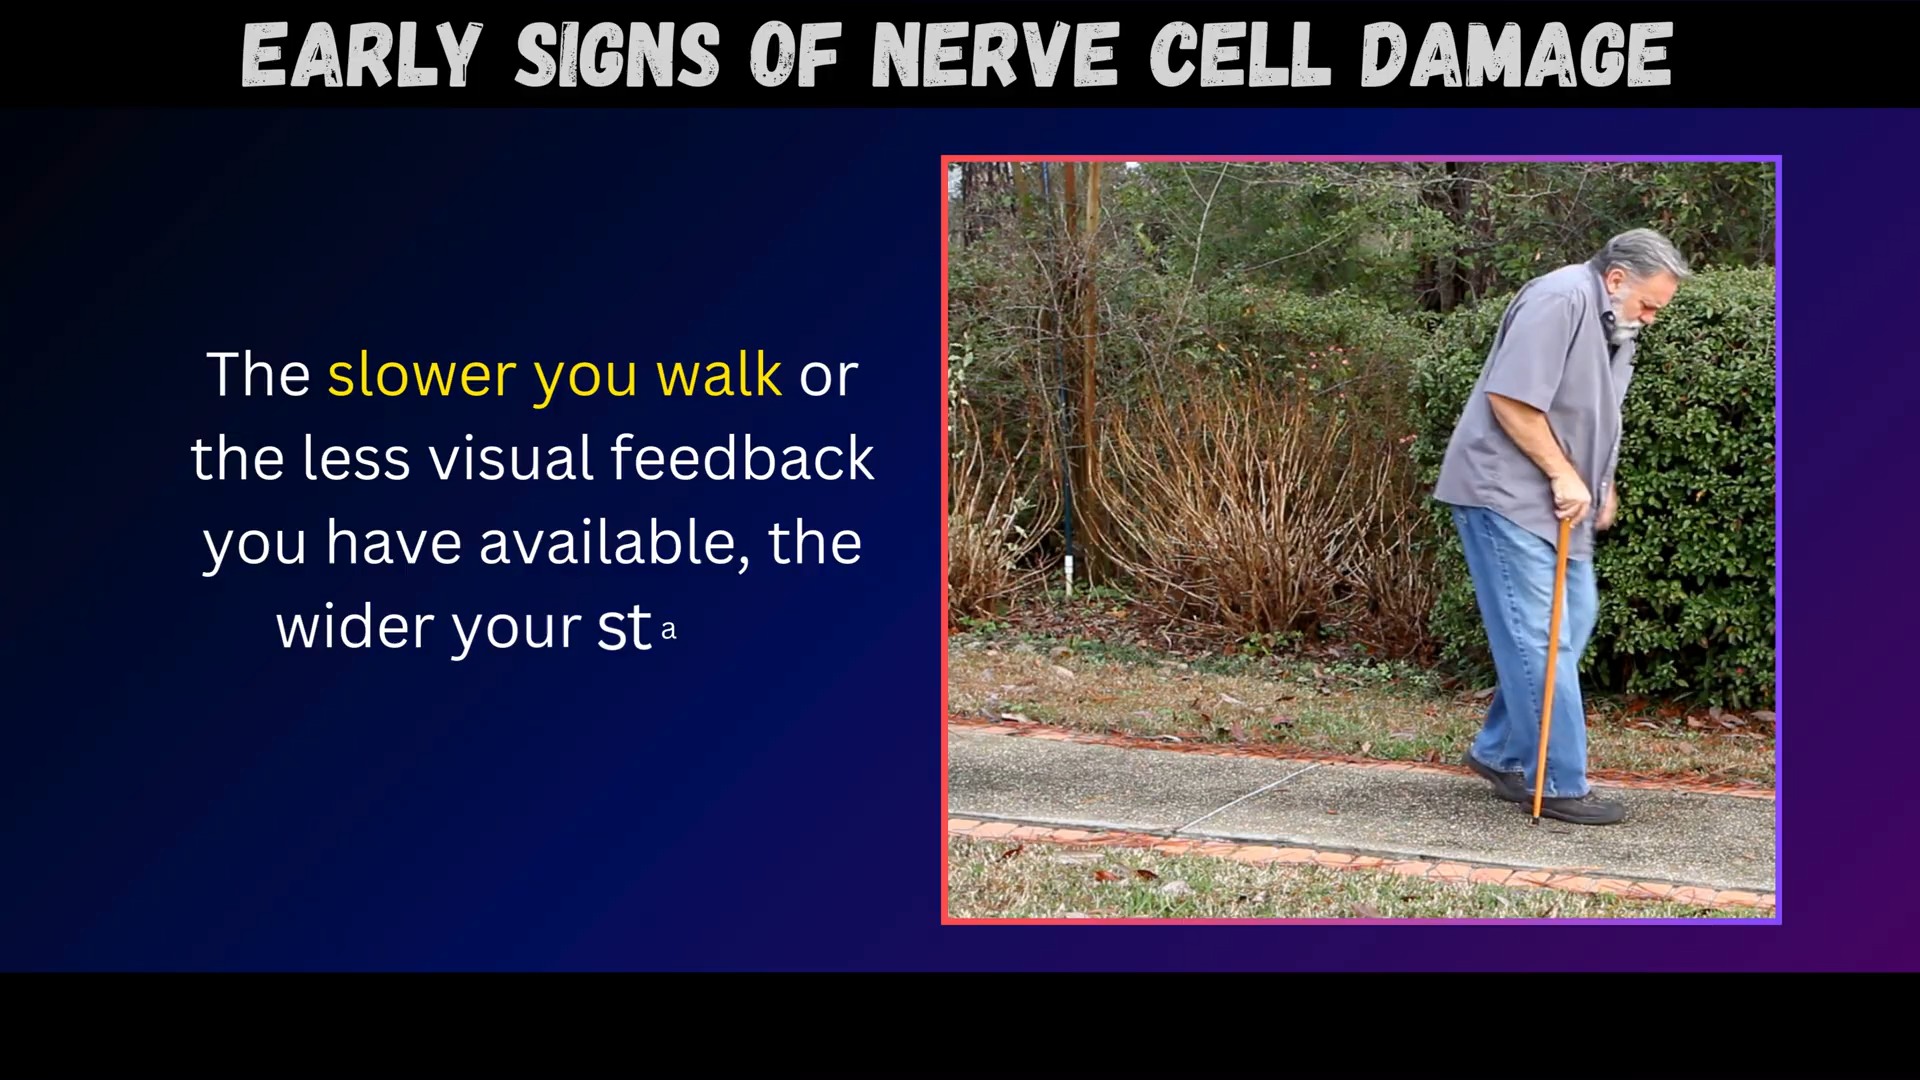 EARLY SIGNS OF NERVE CELL DAMAGE
The slower you walk or
the less visual feedback
you have available, the
wider your sta